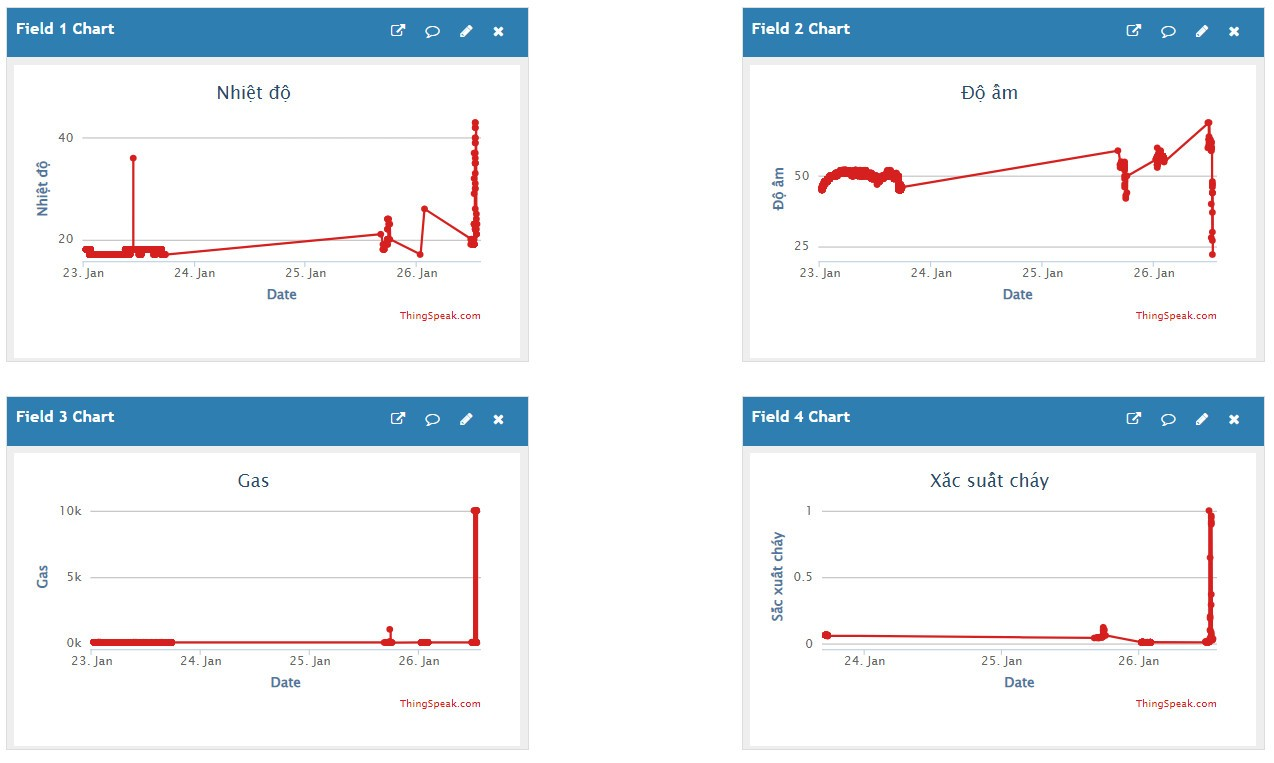 Field 1 Chart
Nhiệt độ
40
20
Nhiệt độ
23. Jan
24. Jan
25. Jan
26. Jan
Date
ThingSpeak.com
Field 2 Chart
Độ ẩm
50
25
Độ ẩm
23. Jan
24. Jan
25. Jan
26. Jan
Date
ThingSpeak.com
Field 3 Chart
Gas
10k
5k
0k
Gas
23. Jan
24. Jan
25. Jan
26. Jan
Date
ThingSpeak.com
Field 4 Chart
Xắc suất cháy
1
0.5
0
Sắc xuất cháy
24. Jan
25. Jan
26. Jan
Date
ThingSpeak.com